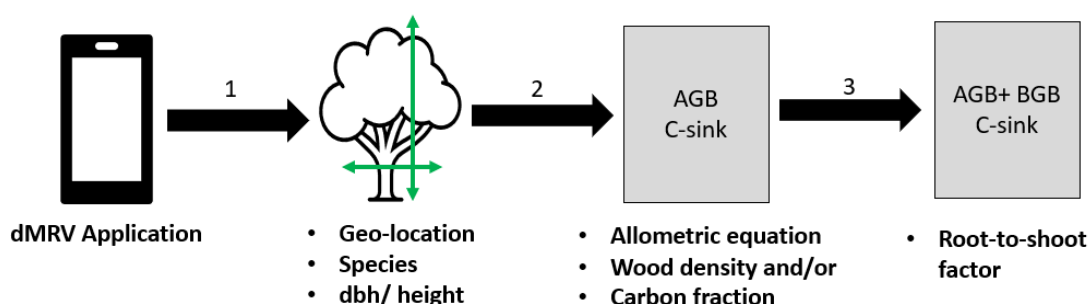 1
2
3
AGB
C-sink
AGB+ BGB
C-sink
dMRV Application
• Geo-location
• Species
• dbh/ height
• Allometric equation
• Wood density and/or
• Carbon fraction
• Root-to-shoot
factor